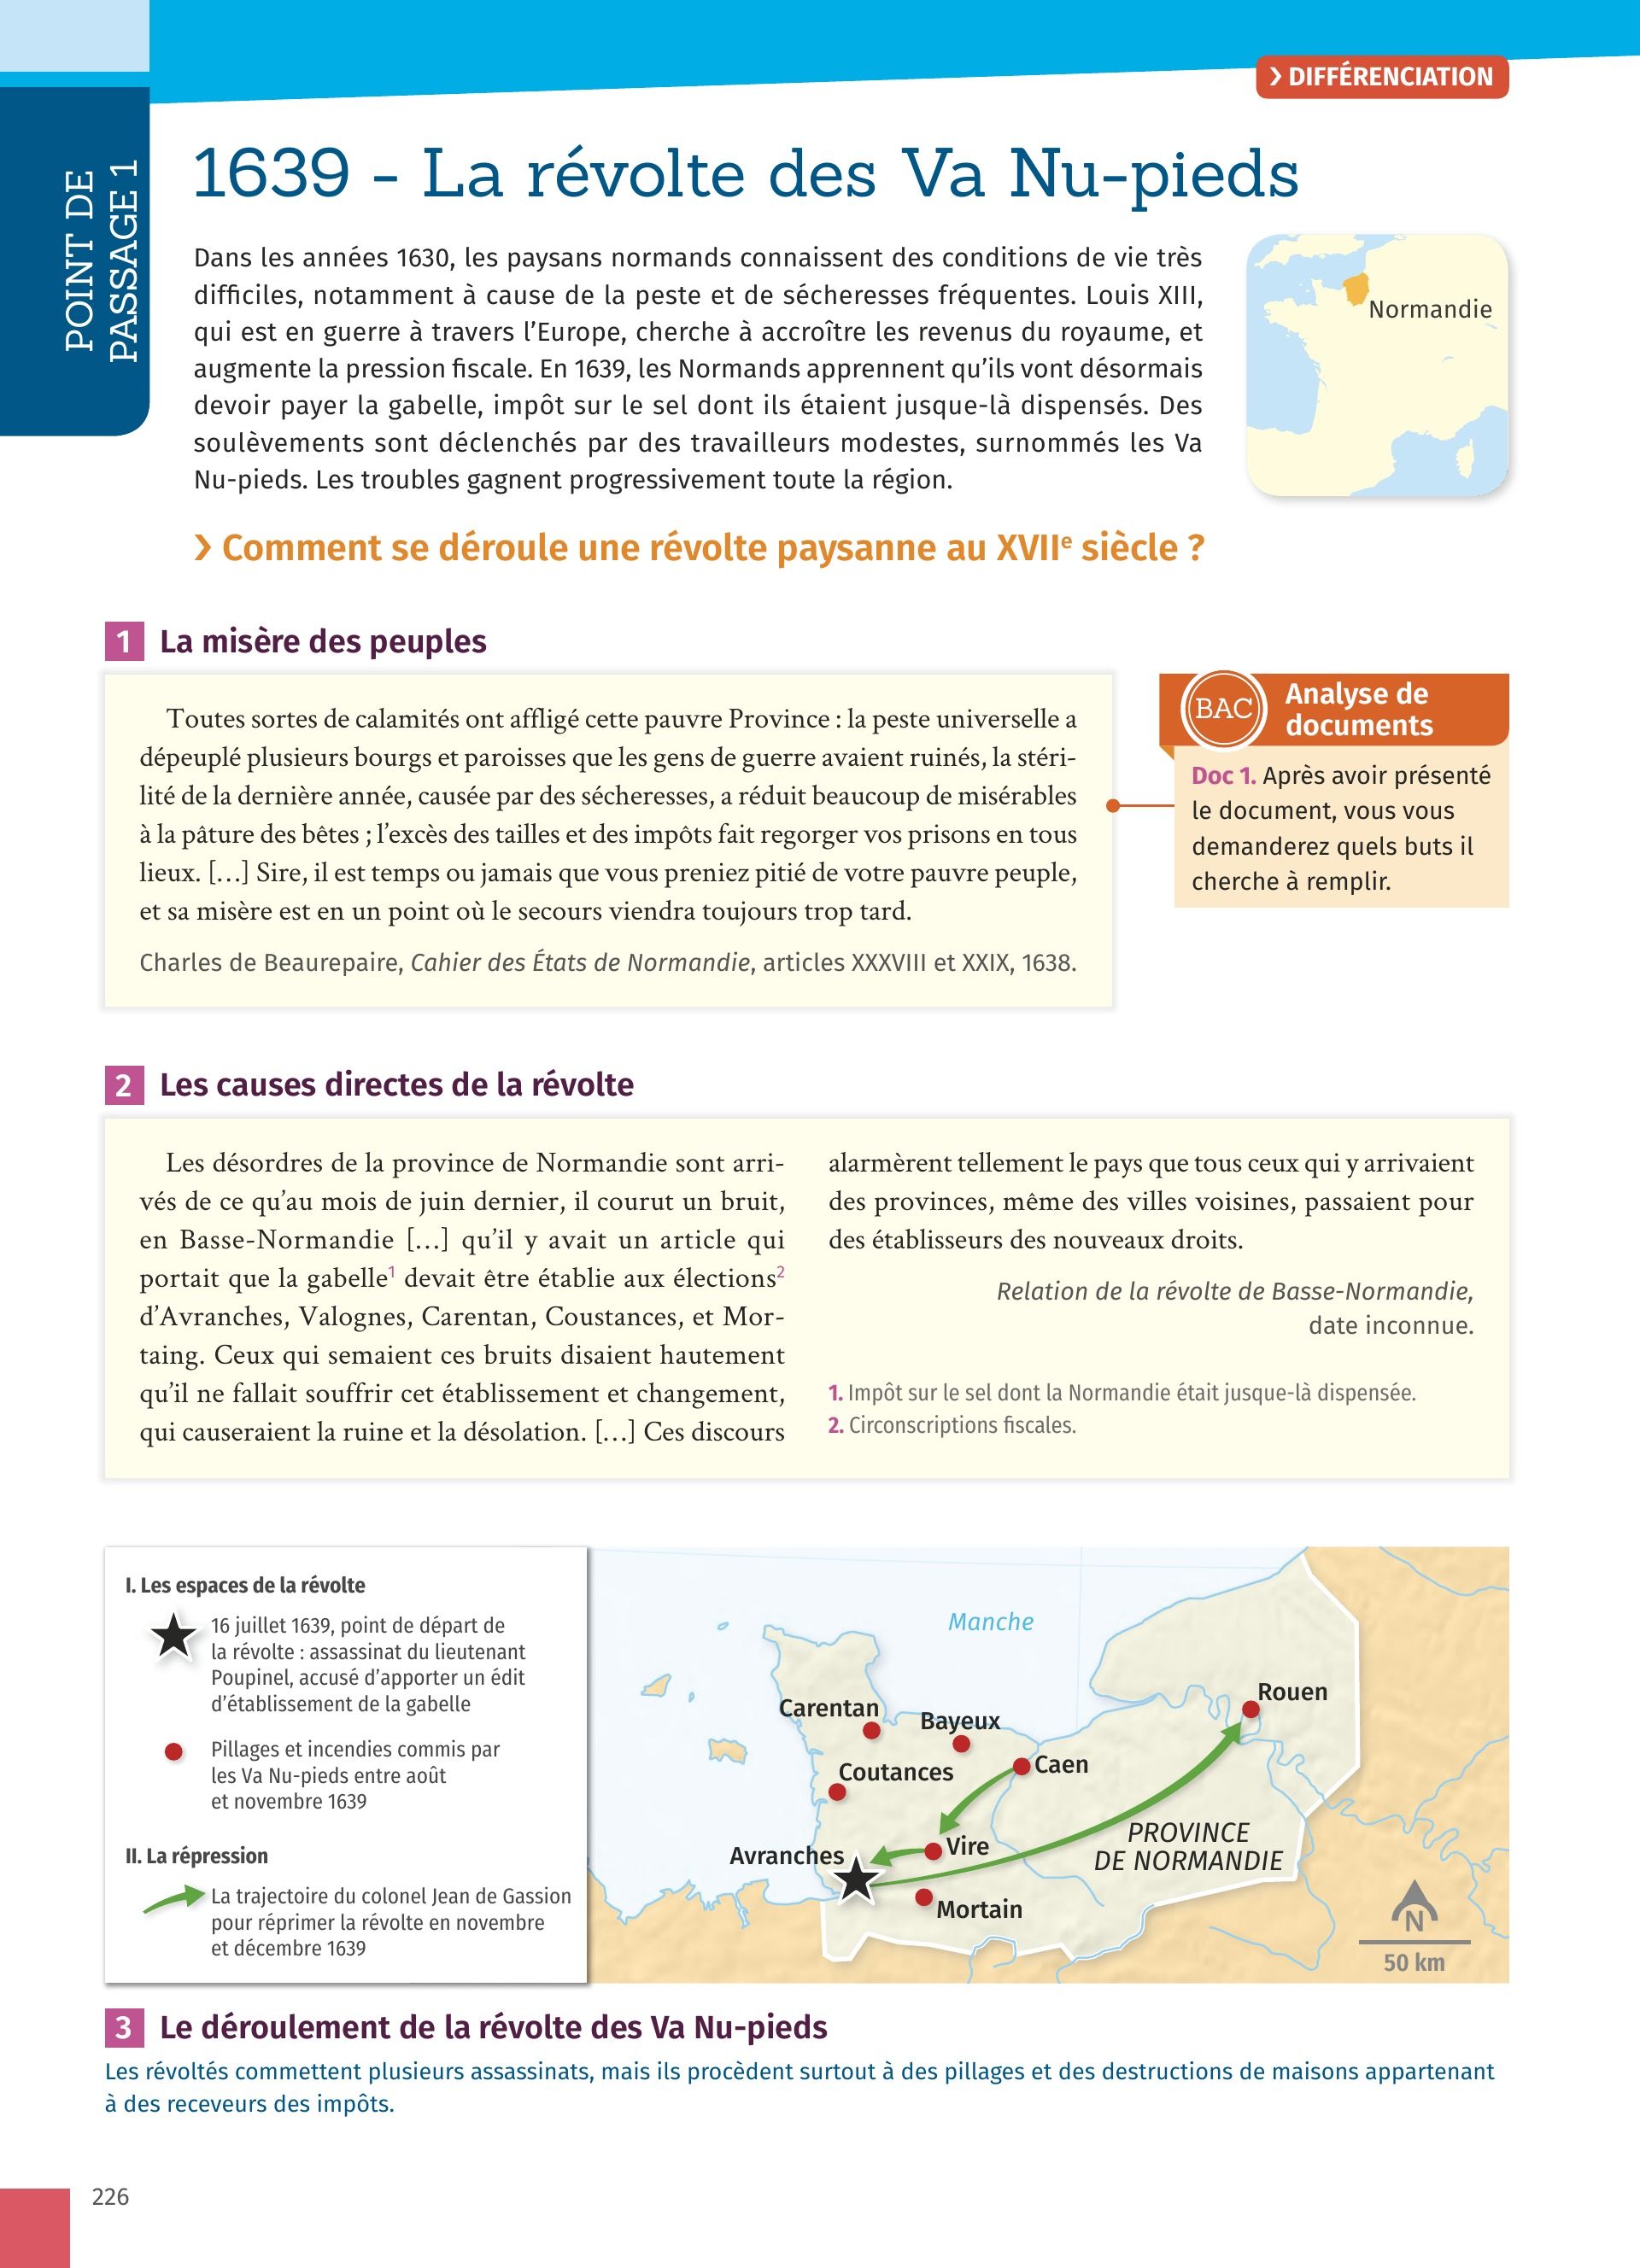 DIFFÉRENCIATION
POINT DE
PASSAGE 1
1639 - La révolte des Va Nu-pieds
Dans les années 1630, les paysans normands connaissent des conditions de vie très
difficiles, notamment à cause de la peste et de sécheresses fréquentes. Louis XIII,
qui est en guerre à travers l’Europe, cherche à accroître les revenus du royaume, et
augmente la pression fiscale. En 1639, les Normands apprennent qu’ils vont désormais
devoir payer la gabelle, impôt sur le sel dont ils étaient jusque-là dispensés. Des
soulèvements sont déclenchés par des travailleurs modestes, surnommés les Va
Nu-pieds. Les troubles gagnent progressivement toute la région.
Normandie
Comment se déroule une révolte paysanne au XVIIe siècle ?
1 La misère des peuples
Toutes sortes de calamités ont affligé cette pauvre Province : la peste universelle a
dépeuplé plusieurs bourgs et paroisses que les gens de guerre avaient ruinés, la stéri-
lité de la dernière année, causée par des sécheresses, a réduit beaucoup de misérables
à la pâture des bêtes ; l’excès des tailles et des impôts fait regorger vos prisons en tous
lieux. […] Sire, il est temps ou jamais que vous preniez pitié de votre pauvre peuple,
et sa misère est en un point où le secours viendra toujours trop tard.
Charles de Beaurepaire, Cahier des États de Normandie, articles XXXVIII et XXIX, 1638.
BAC
Analyse de
documents
Doc 1. Après avoir présenté
le document, vous vous
demanderez quels buts il
cherche à remplir.
2 Les causes directes de la révolte
Les désordres de la province de Normandie sont arri-
vés de ce qu’au mois de juin dernier, il courut un bruit,
en Basse-Normandie […] qu’il y avait un article qui
portait que la gabelle1 devait être établie aux élections2
d’Avranches, Valognes, Carentan, Coustances, et Mor-
taing. Ceux qui semaient ces bruits disaient hautement
qu’il ne fallait souffrir cet établissement et changement,
qui causeraient la ruine et la désolation. […] Ces discours
alarmèrent tellement le pays que tous ceux qui y arrivaient
des provinces, même des villes voisines, passaient pour
des établisseurs des nouveaux droits.
Relation de la révolte de Basse-Normandie,
date inconnue.
1. Impôt sur le sel dont la Normandie était jusque-là dispensée.
2. Circonscriptions fiscales.
I. Les espaces de la révolte
16 juillet 1639, point de départ de
la révolte : assassinat du lieutenant
Poupinel, accusé d’apporter un édit
d’établissement de la gabelle
Pillages et incendies commis par
les Va Nu-pieds entre août
et novembre 1639
II. La répression
La trajectoire du colonel Jean de Gassion
pour réprimer la révolte en novembre
et décembre 1639
Manche
Rouen
Carentan
Bayeux
Caen
Coutances
Vire
Avranches
Mortain
PROVINCE
DE NORMANDIE
N
50 km
3 Le déroulement de la révolte des Va Nu-pieds
Les révoltés commettent plusieurs assassinats, mais ils procèdent surtout à des pillages et des destructions de maisons appartenant
à des receveurs des impôts.
226